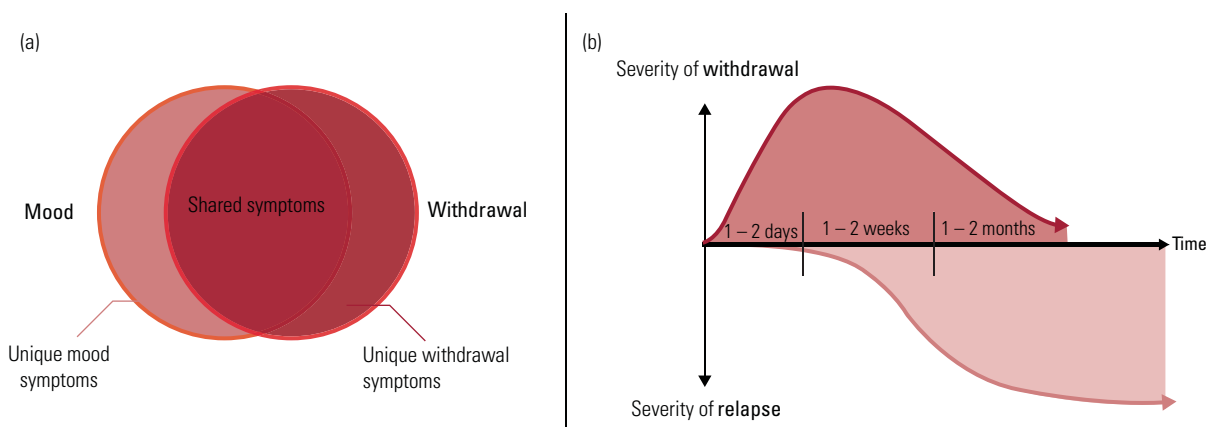 (a)
Mood
Shared symptoms
Withdrawal
Unique mood
symptoms
Unique withdrawal
symptoms
(b)
Severity of withdrawal
1 – 2 days
1 – 2 weeks
1 – 2 months
Time
Severity of relapse